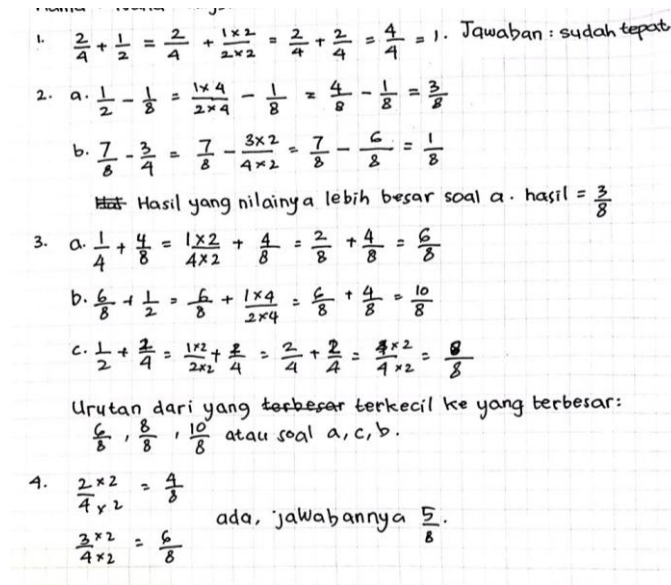 1. 2/4 + 1/2 = 2/4 + 1×2/2×2 = 2/4 + 2/4 = 4/4 = 1. Jawaban : sudah tepat
2. a. 1/2 - 1/8 = 1×4/2×4 - 1/8 = 4/8 - 1/8 = 3/8
b. 7/8 - 3/4 = 7/8 - 3×2/4×2 = 7/8 - 6/8 = 1/8
Hasil yang nilainya lebih besar soal a. hasil = 3/8
3. a. 1/4 + 4/8 = 1×2/4×2 + 4/8 = 2/8 + 4/8 = 6/8
b. 6/8 + 1/2 = 6/8 + 1×4/2×4 = 6/8 + 4/8 = 10/8
c. 1/2 + 2/4 = 1×2/2×2 + 2/4 = 2/4 + 2/4 = 4×2/4×2 = 8/8
Urutan dari yang terbesar terkecil ke yang terbesar:
6/8, 8/8, 10/8 atau soal a, c, b.
4. 2×2/4×2 = 4/8
ada, jawabannya 5/8.
3×2/4×2 = 6/8